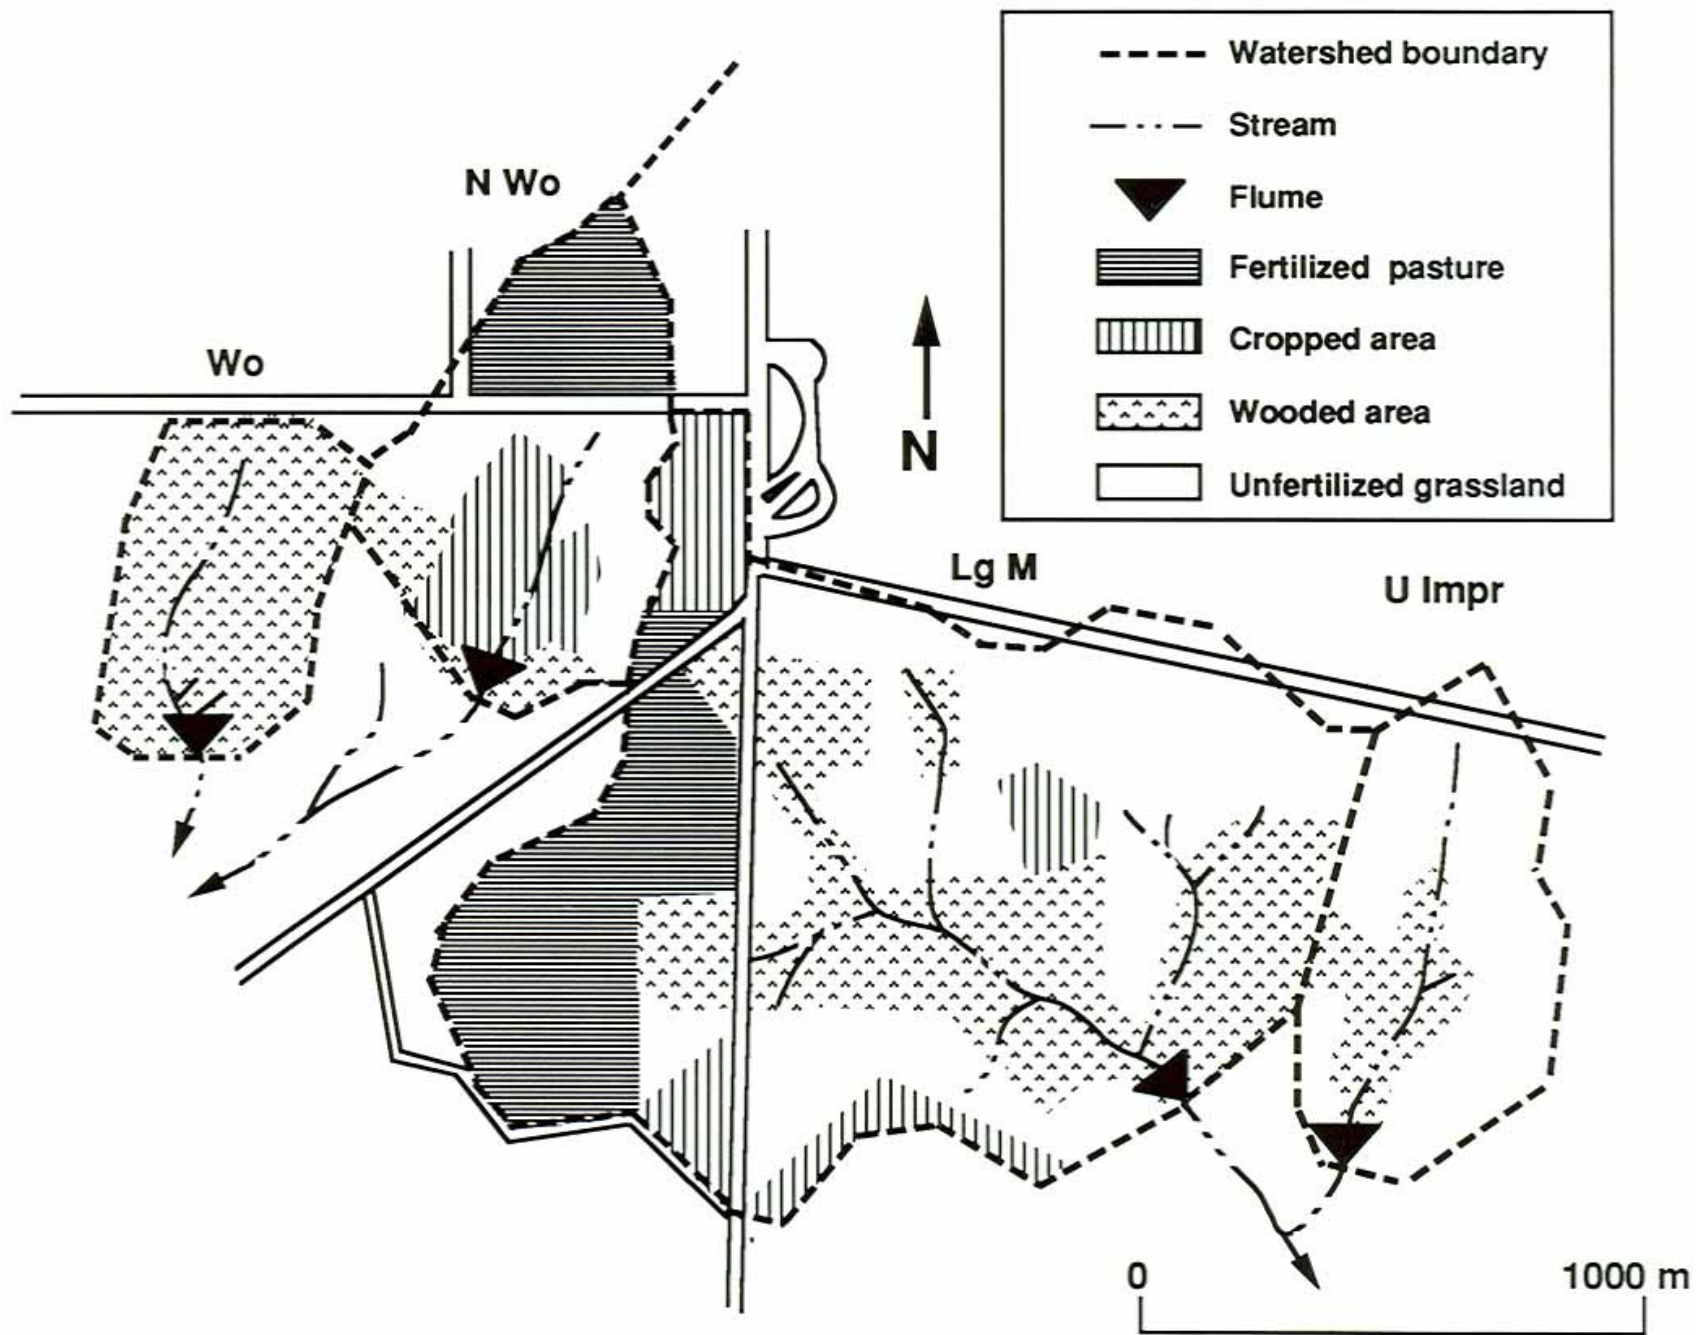 Watershed boundary
Stream
Flume
Fertilized pasture
Cropped area
Wooded area
Unfertilized grassland
N Wo
Wo
N
Lg M
U Impr
0 1000 m